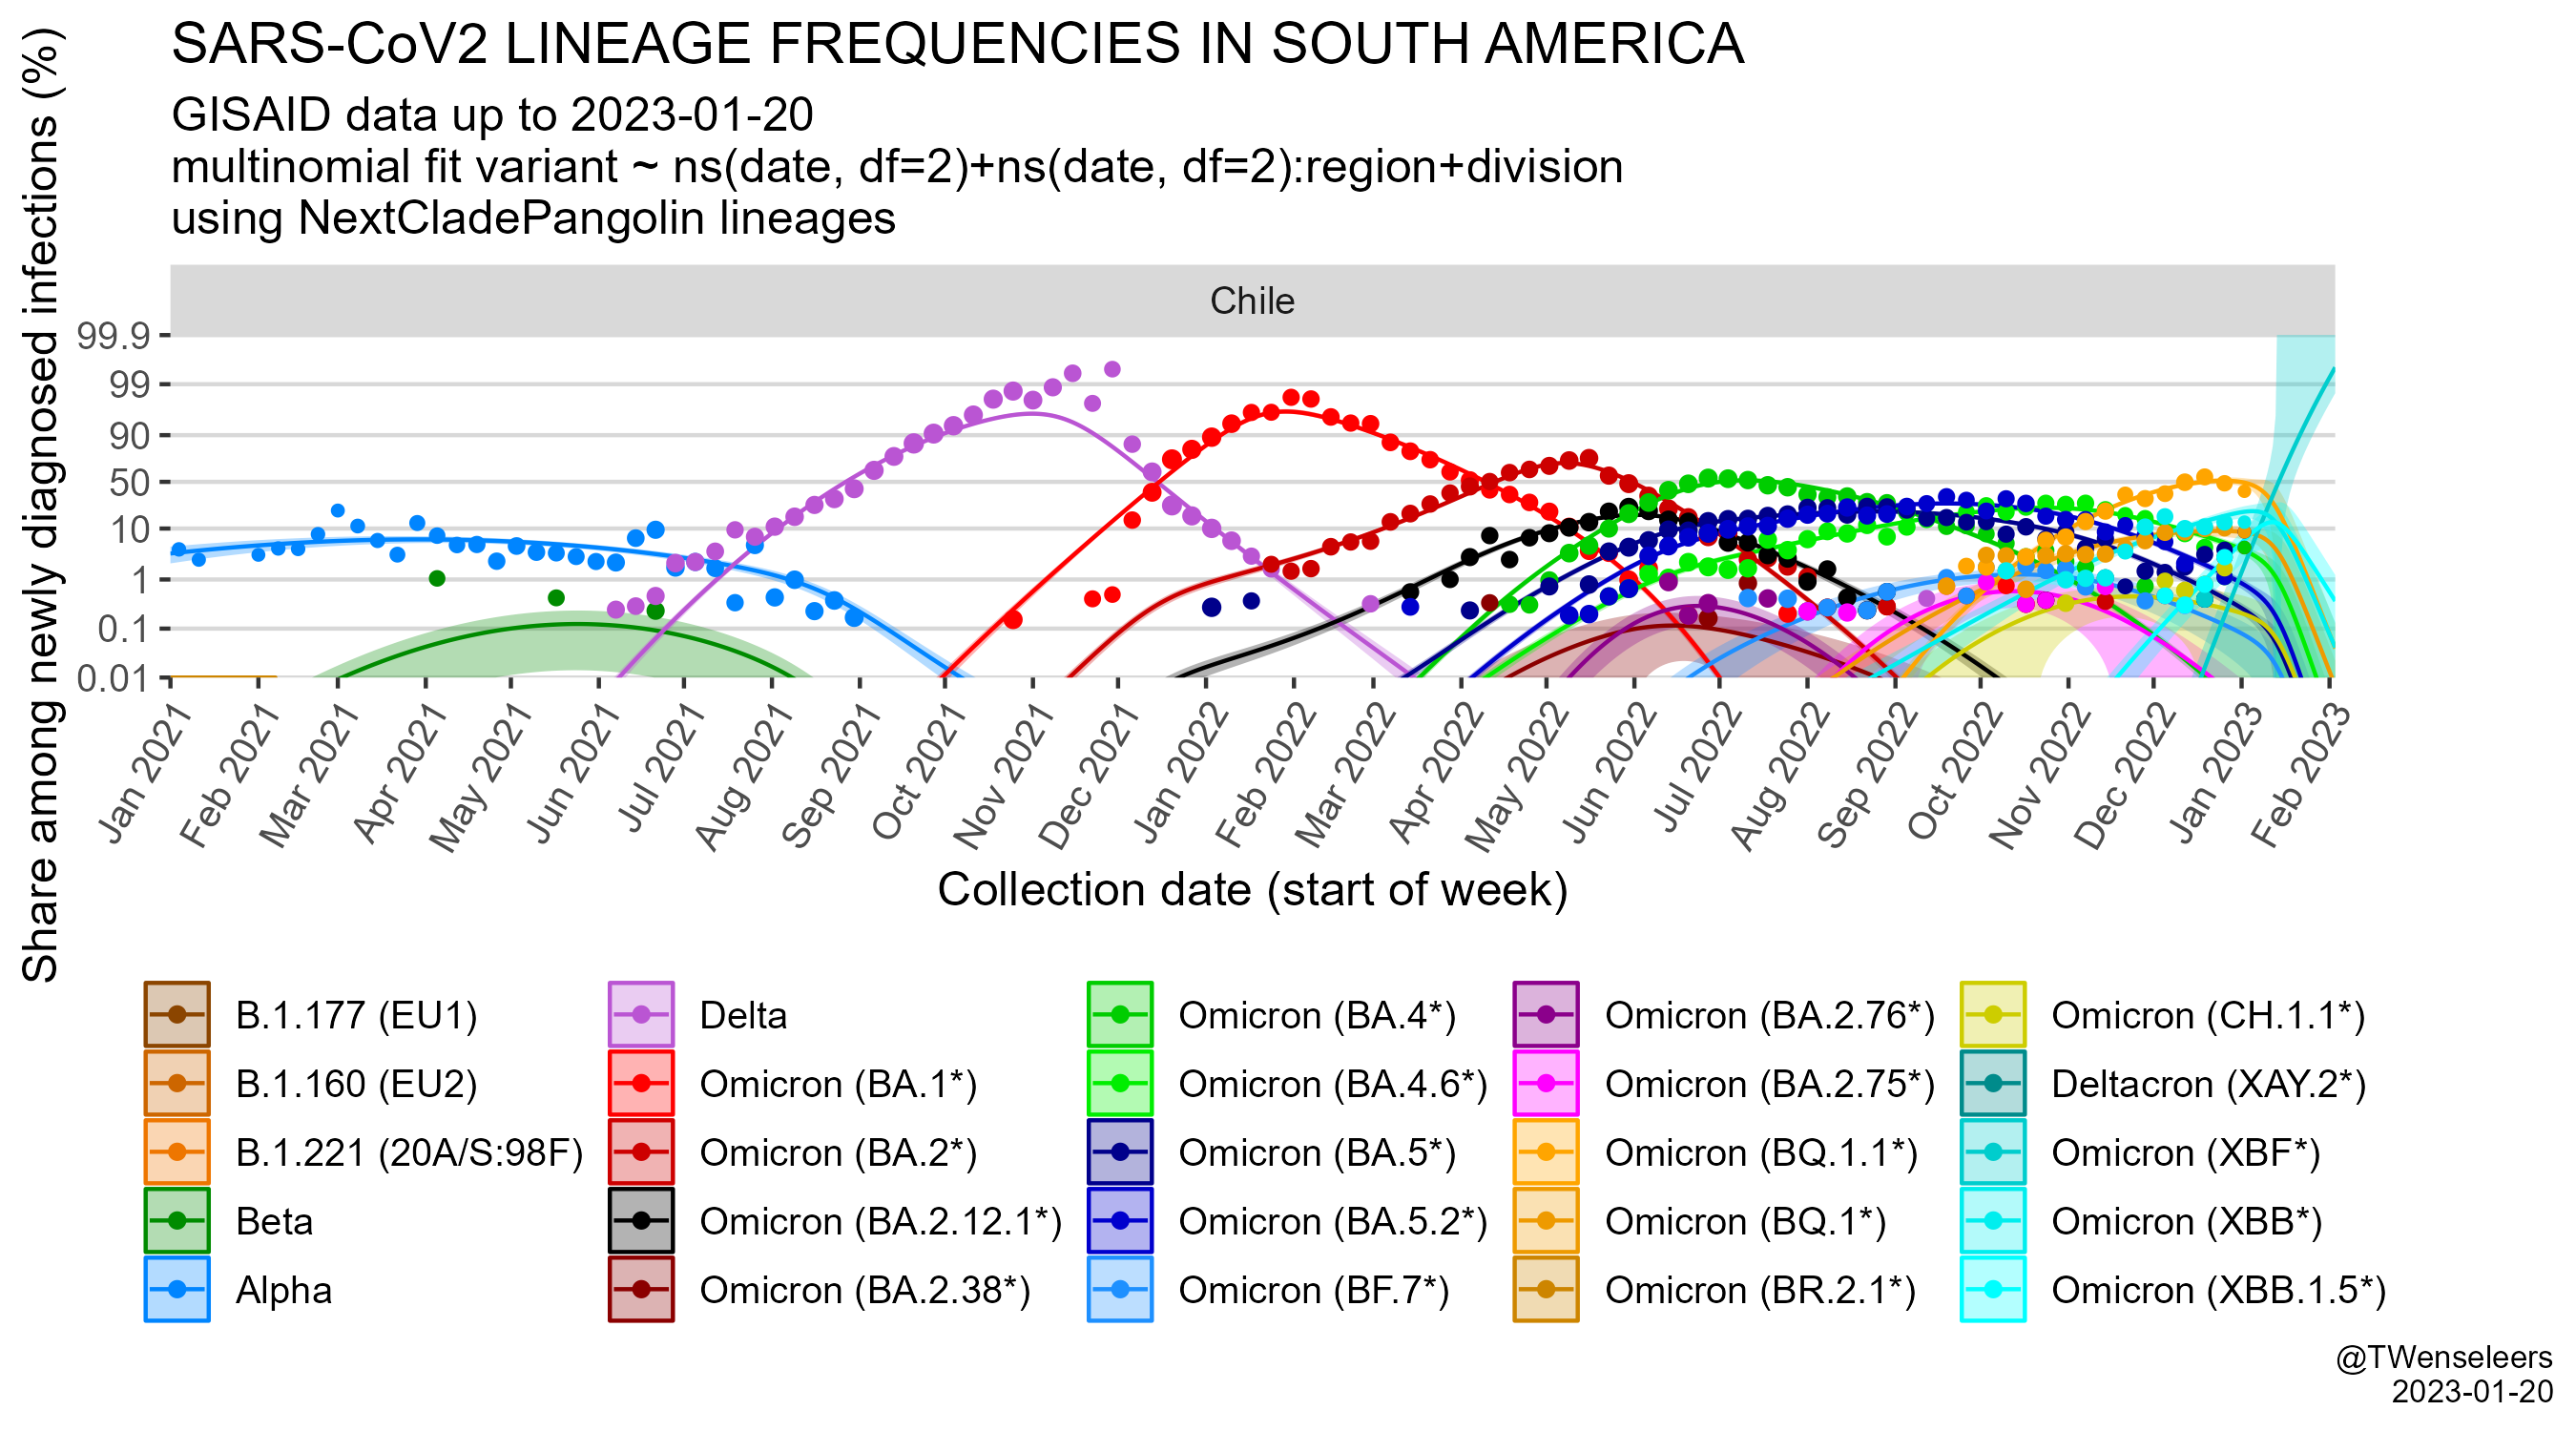 SARS-CoV2 LINEAGE FREQUENCIES IN SOUTH AMERICA
GISAID data up to 2023-01-20
multinomial fit variant ~ ns(date, df=2)+ns(date, df=2):region+division
using NextCladePangolin lineages
Chile
Share among newly diagnosed infections (%)
99.9
99
90
50
10
1
0.1
0.01
Jan 2021
Feb 2021
Mar 2021
Apr 2021
May 2021
Jun 2021
Jul 2021
Aug 2021
Sep 2021
Oct 2021
Nov 2021
Dec 2021
Jan 2022
Feb 2022
Mar 2022
Apr 2022
May 2022
Jun 2022
Jul 2022
Aug 2022
Sep 2022
Oct 2022
Nov 2022
Dec 2022
Jan 2023
Feb 2023
Collection date (start of week)
B.1.177 (EU1)
B.1.160 (EU2)
B.1.221 (20A/S:98F)
Beta
Alpha
Delta
Omicron (BA.1*)
Omicron (BA.2*)
Omicron (BA.2.12.1*)
Omicron (BA.2.38*)
Omicron (BA.4*)
Omicron (BA.4.6*)
Omicron (BA.5*)
Omicron (BA.5.2*)
Omicron (BF.7*)
Omicron (BA.2.76*)
Omicron (BA.2.75*)
Omicron (BQ.1.1*)
Omicron (BQ.1*)
Omicron (BR.2.1*)
Omicron (CH.1.1*)
Deltacron (XAY.2*)
Omicron (XBF*)
Omicron (XBB*)
Omicron (XBB.1.5*)
@TWenseleers
2023-01-20